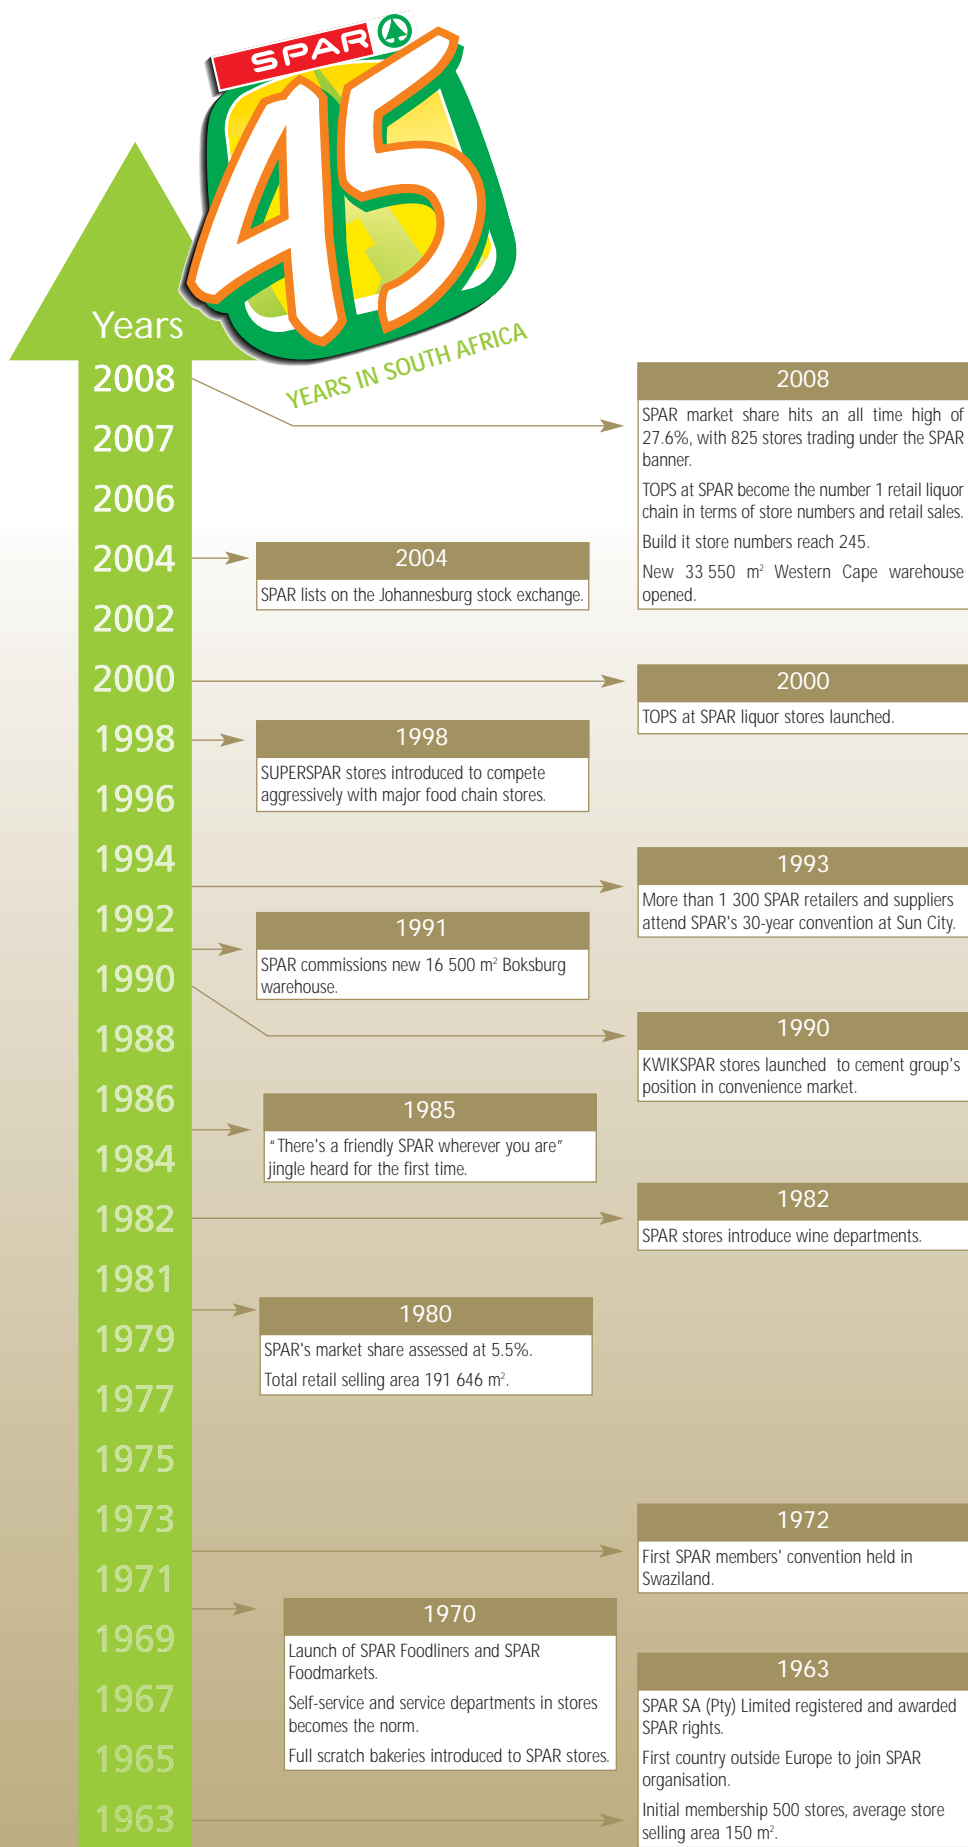 SPAR
45
YEARS IN SOUTH AFRICA
Years
2008
2007
2006
2004
2002
2000
1998
1996
1994
1992
1990
1988
1986
1984
1982
1981
1979
1977
1975
1973
1971
1969
1967
1965
1963
2008
SPAR market share hits an all time high of
27.6%, with 825 stores trading under the SPAR
banner.
TOPS at SPAR become the number 1 retail liquor
chain in terms of store numbers and retail sales.
Build it store numbers reach 245.
New 33 550 m² Western Cape warehouse
opened.
2004
SPAR lists on the Johannesburg stock exchange.
2000
TOPS at SPAR liquor stores launched.
1998
SUPERSPAR stores introduced to compete
aggressively with major food chain stores.
1993
More than 1 300 SPAR retailers and suppliers
attend SPAR's 30-year convention at Sun City.
1991
SPAR commissions new 16 500 m² Boksburg
warehouse.
1990
KWIKSPAR stores launched to cement group's
position in convenience market.
1985
“There's a friendly SPAR wherever you are”
jingle heard for the first time.
1982
SPAR stores introduce wine departments.
1980
SPAR's market share assessed at 5.5%.
Total retail selling area 191 646 m².
1972
First SPAR members' convention held in
Swaziland.
1970
Launch of SPAR Foodliners and SPAR
Foodmarkets.
Self-service and service departments in stores
becomes the norm.
Full scratch bakeries introduced to SPAR stores.
1963
SPAR SA (Pty) Limited registered and awarded
SPAR rights.
First country outside Europe to join SPAR
organisation.
Initial membership 500 stores, average store
selling area 150 m².